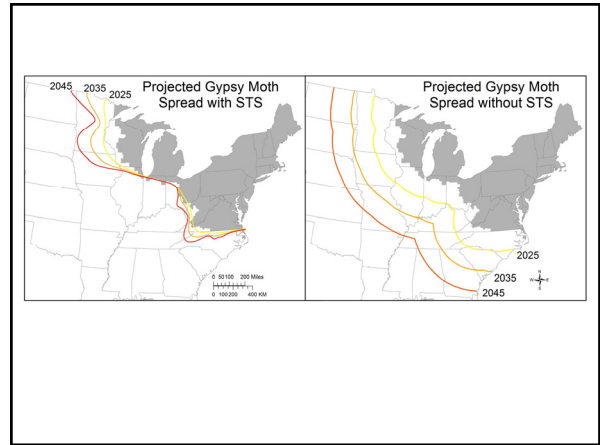 Projected Gypsy Moth
Spread with STS
2045
2035
2025
0 50 100 200 Miles
0 100 200 400 KM
Projected Gypsy Moth
Spread without STS
2025
2035
2045
N
W E
S